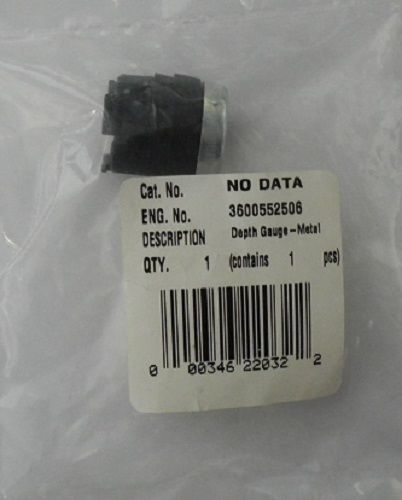 Cat. No. NO DATA
ENG. No. 3600552506
DESCRIPTION Depth Gauge-Metal
QTY. 1 (contains 1 pcs)
0 00346 22032 2